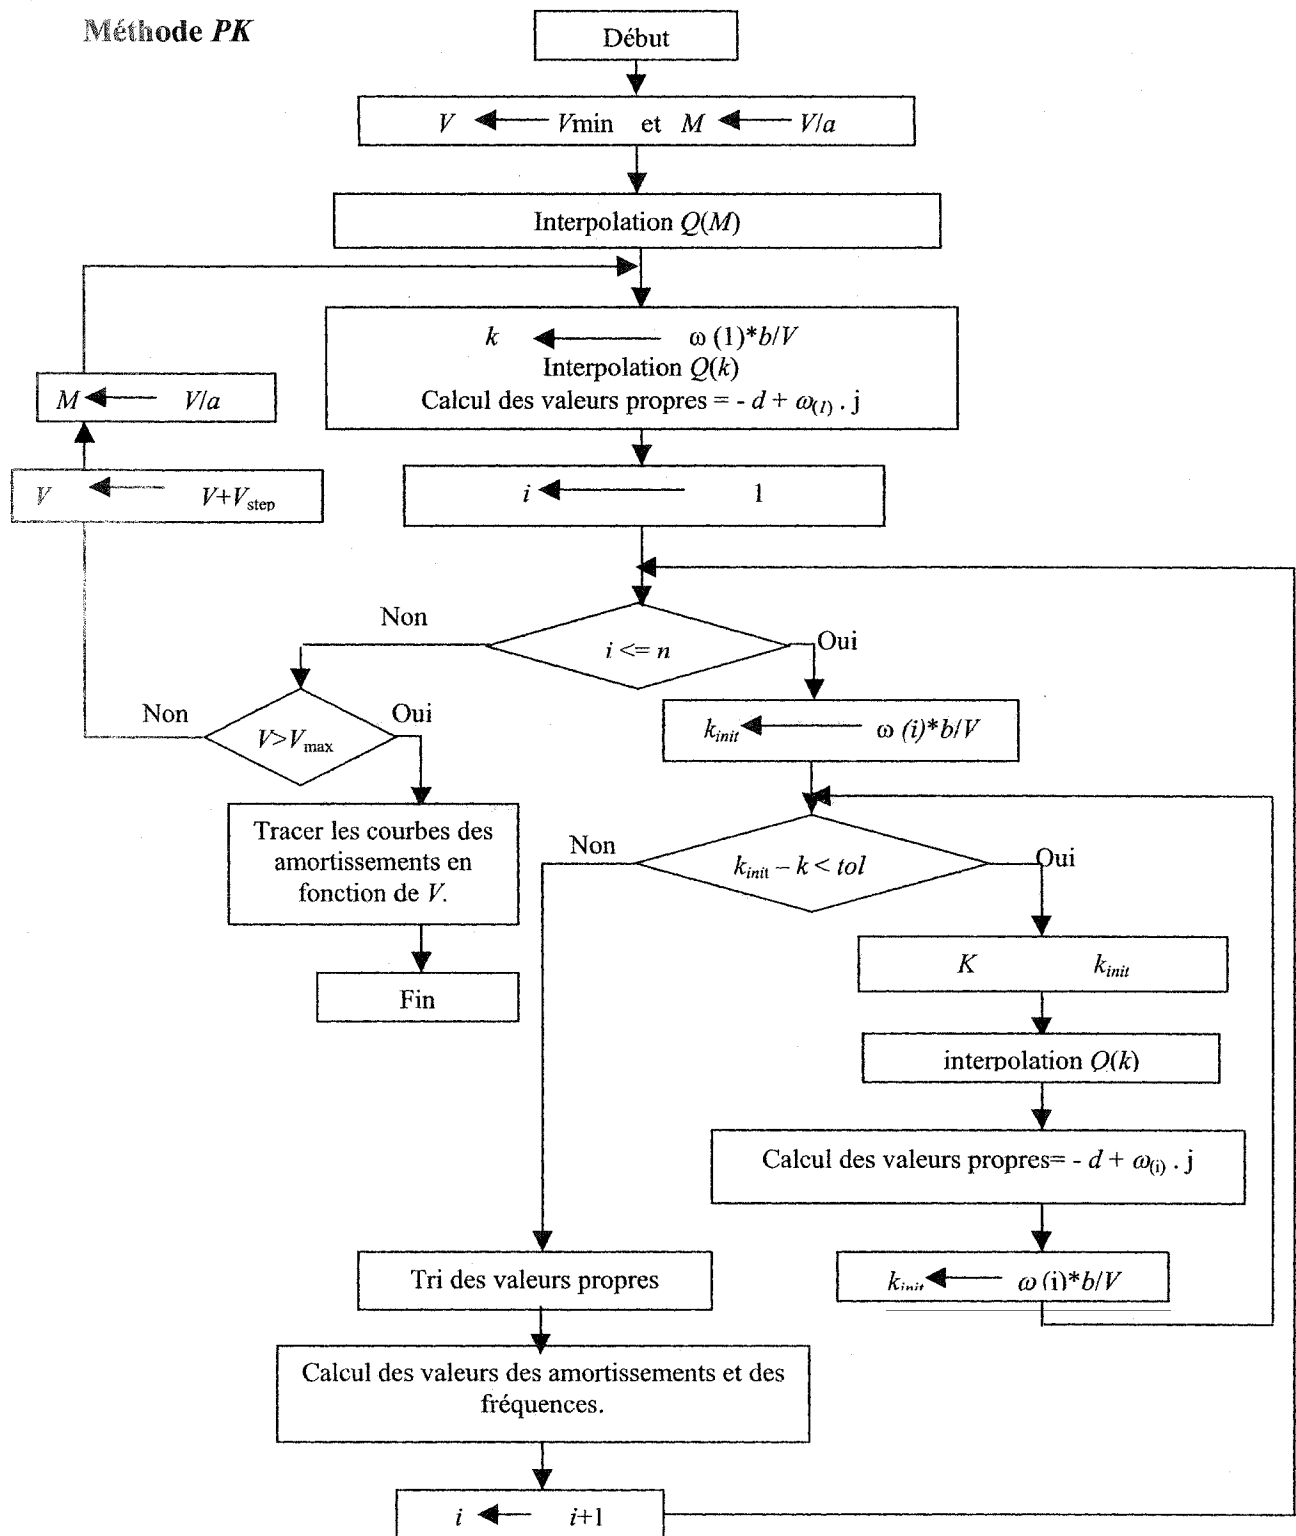 Méthode PK
Début
V ← Vmin et M ← V/a
Interpolation Q(M)
k ← ω (1)*b/V
Interpolation Q(k)
Calcul des valeurs propres = - d + ω(1) . j
M ← V/a
V ← V+Vstep
i ← 1
Non
i <= n
Oui
Non
V>Vmax
Oui
kinit ← ω (i)*b/V
Tracer les courbes des
amortissements en
fonction de V.
Non
kinit – k < tol
Oui
K kinit
Fin
interpolation Q(k)
Calcul des valeurs propres= - d + ω(i) . j
kinit ← ω (i)*b/V
Tri des valeurs propres
Calcul des valeurs des amortissements et des
fréquences.
i ← i+1